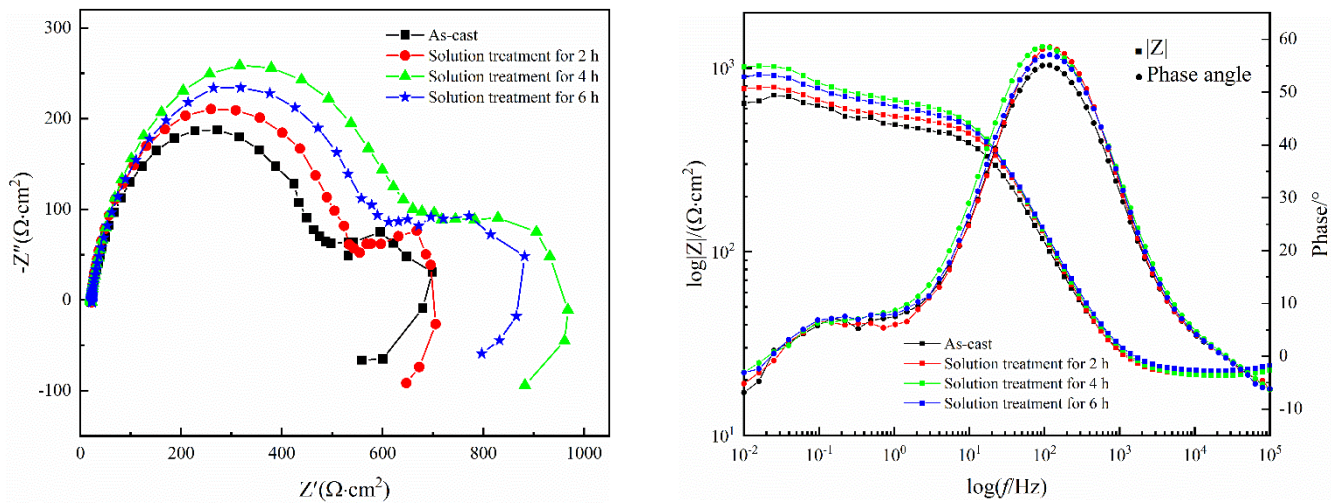 300
200
100
0
-100
-Z″(Ω·cm²)
As-cast
Solution treatment for 2 h
Solution treatment for 4 h
Solution treatment for 6 h
0 200 400 600 800 1000
Z′(Ω·cm²)
10³
10²
10¹
log|Z|/(Ω·cm²)
|Z|
Phase angle
As-cast
Solution treatment for 2 h
Solution treatment for 4 h
Solution treatment for 6 h
60
50
40
30
20
10
0
-10
Phase/°
10⁻² 10⁻¹ 10⁰ 10¹ 10² 10³ 10⁴ 10⁵
log(f/Hz)